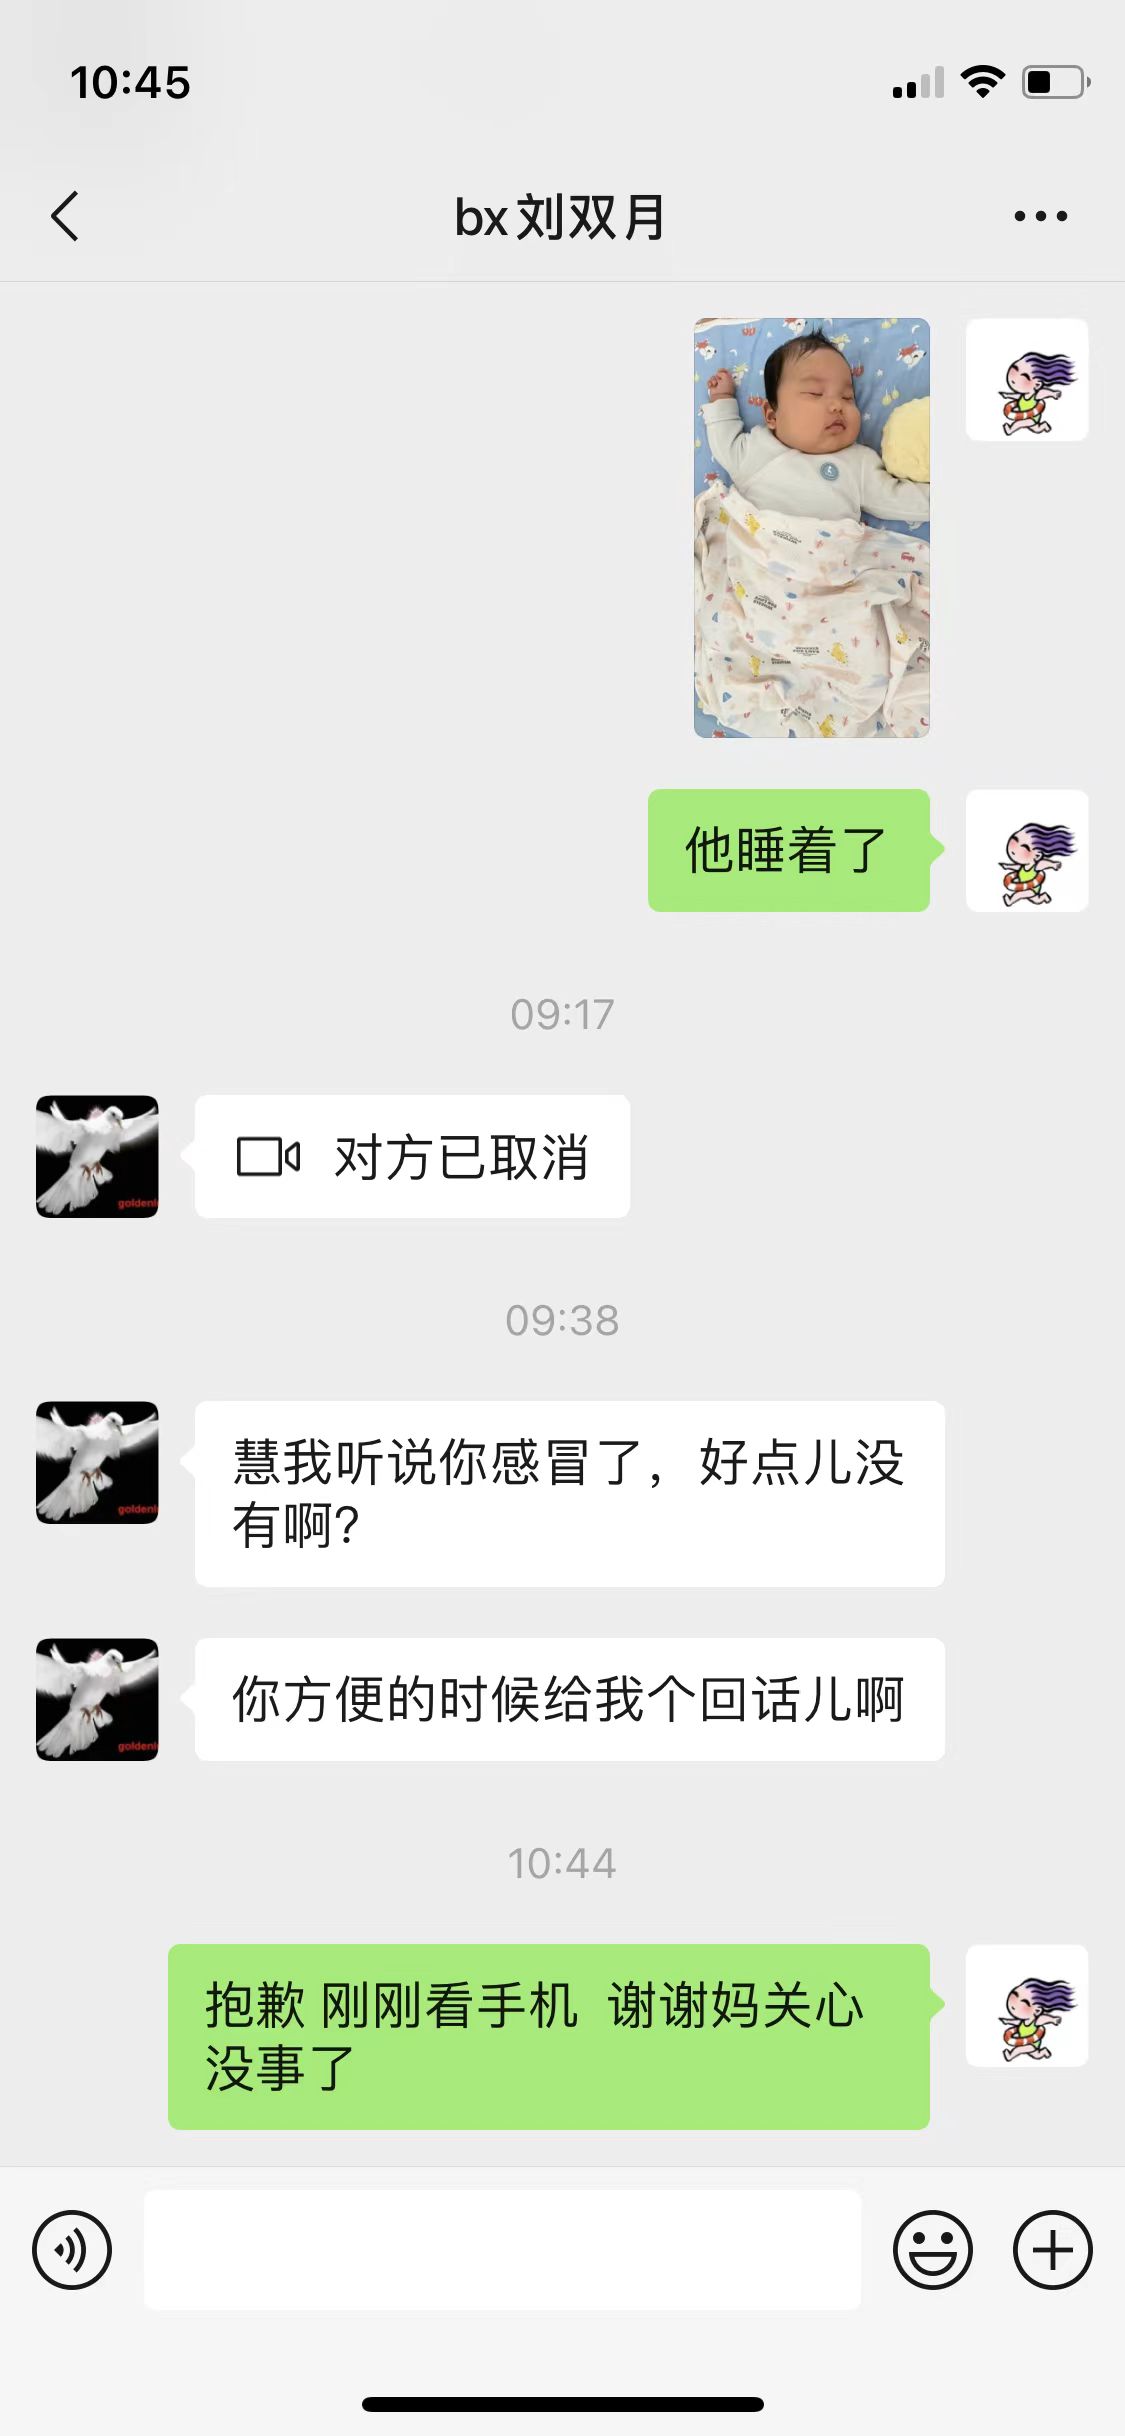 10:45
bx刘双月
他睡着了
09:17
对方已取消
09:38
慧我听说你感冒了，好点儿没
有啊?
你方便的时候给我个回话儿啊
10:44
抱歉 刚刚看手机 谢谢妈关心
没事了